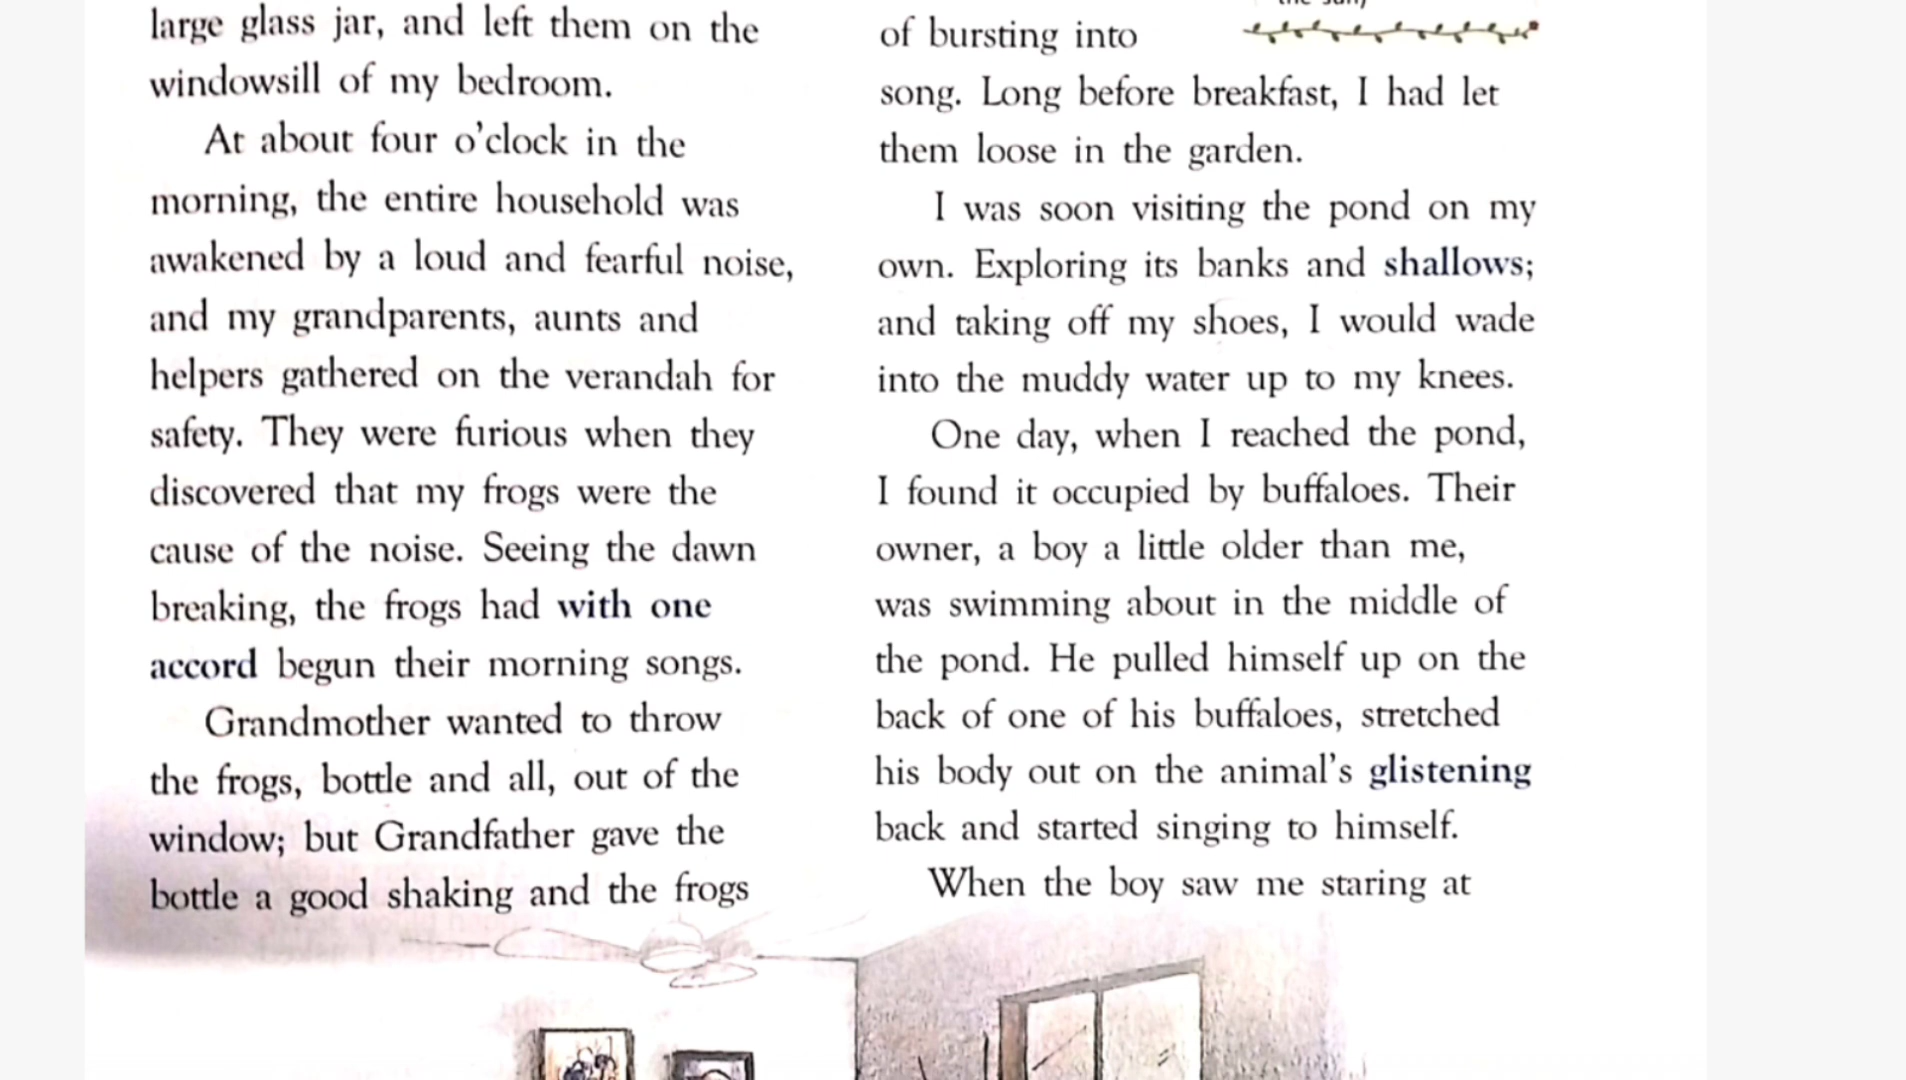 large glass jar, and left them on the
windowsill of my bedroom.
At about four o'clock in the
morning, the entire household was
awakened by a loud and fearful noise,
and my grandparents, aunts and
helpers gathered on the verandah for
safety. They were furious when they
discovered that my frogs were the
cause of the noise. Seeing the dawn
breaking, the frogs had with one
accord begun their morning songs.
Grandmother wanted to throw
the frogs, bottle and all, out of the
window; but Grandfather gave the
bottle a good shaking and the frogs
of bursting into
song. Long before breakfast, I had let
them loose in the garden.
I was soon visiting the pond on my
own. Exploring its banks and shallows;
and taking off my shoes, I would wade
into the muddy water up to my knees.
One day, when I reached the pond,
I found it occupied by buffaloes. Their
owner, a boy a little older than me,
was swimming about in the middle of
the pond. He pulled himself up on the
back of one of his buffaloes, stretched
his body out on the animal's glistening
back and started singing to himself.
When the boy saw me staring at